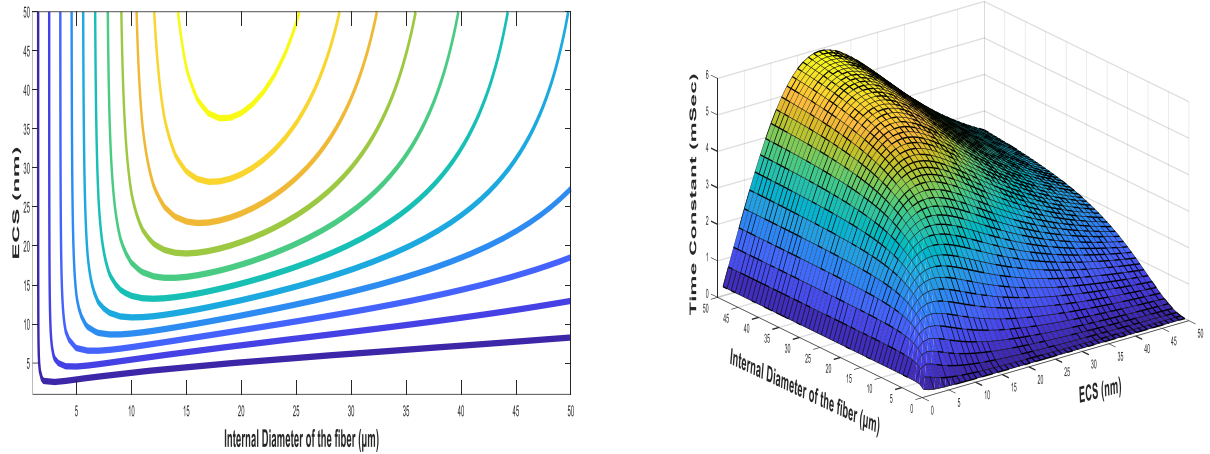 50
45
40
35
30
25
20
15
10
5
ECS (nm)
5 10 15 20 25 30 35 40 45 50
Internal Diameter of the fiber (μm)
6
5
4
3
2
1
0
Time Constant (mSec)
50 45 40 35 30 25 20 15 10 5 0
Internal Diameter of the fiber (μm)
0 5 10 15 20 25 30 35 40 45 50
ECS (nm)